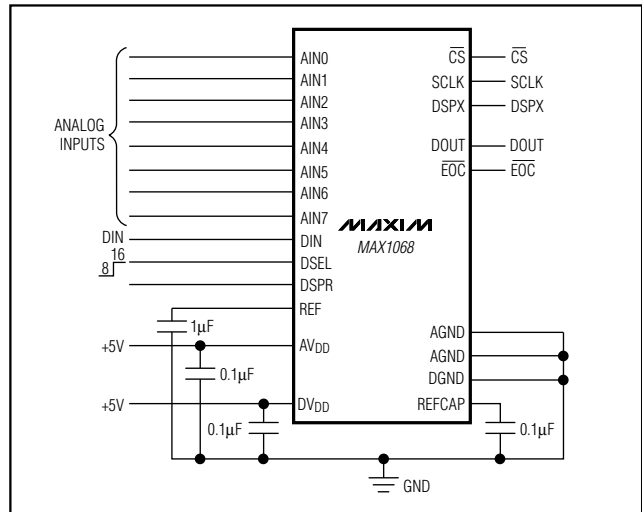 AIN0
AIN1
AIN2
AIN3
ANALOG
INPUTS
AIN4
AIN5
AIN6
AIN7
DIN
DIN
16
8
DSEL
DSPR
REF
1μF
+5V
AVDD
0.1μF
+5V
DVDD
0.1μF
MAXIM
MAX1068
CS
CS
SCLK
SCLK
DSPX
DSPX
DOUT
DOUT
EOC
EOC
AGND
AGND
DGND
REFCAP
0.1μF
GND